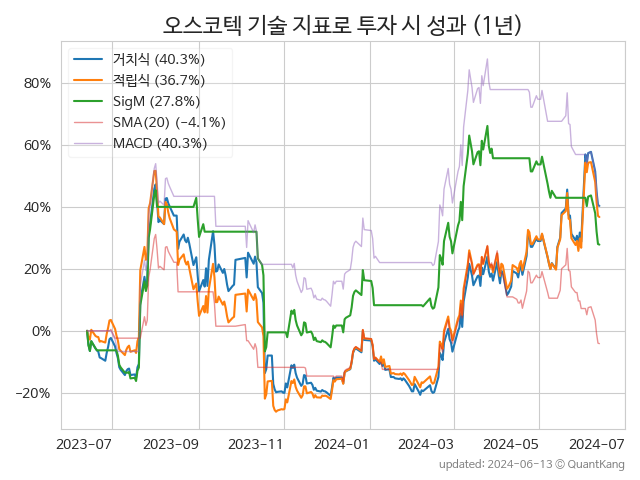 오스코텍 기술 지표로 투자 시 성과 (1년)
거치식 (40.3%)
적립식 (36.7%)
SigM (27.8%)
SMA(20) (−4.1%)
MACD (40.3%)
80%
60%
40%
20%
0%
−20%
2023-07
2023-09
2023-11
2024-01
2024-03
2024-05
2024-07
updated: 2024-06-13 ⓒ QuantKang